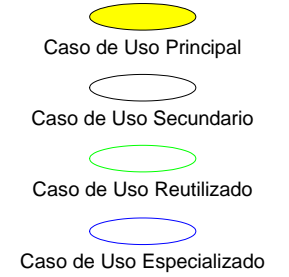 Caso de Uso Principal
Caso de Uso Secundario
Caso de Uso Reutilizado
Caso de Uso Especializado